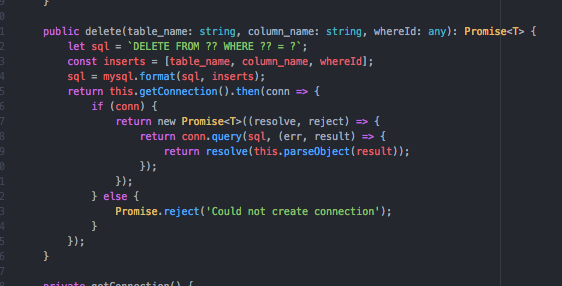 }
public delete(table_name: string, column_name: string, whereId: any): Promise<T> {
let sql = `DELETE FROM ?? WHERE ?? = ?`;
const inserts = [table_name, column_name, whereId];
sql = mysql.format(sql, inserts);
return this.getConnection().then(conn => {
if (conn) {
return new Promise<T>((resolve, reject) => {
return conn.query(sql, (err, result) => {
return resolve(this.parseObject(result));
});
});
} else {
Promise.reject('Could not create connection');
}
});
}
private getConnection() {